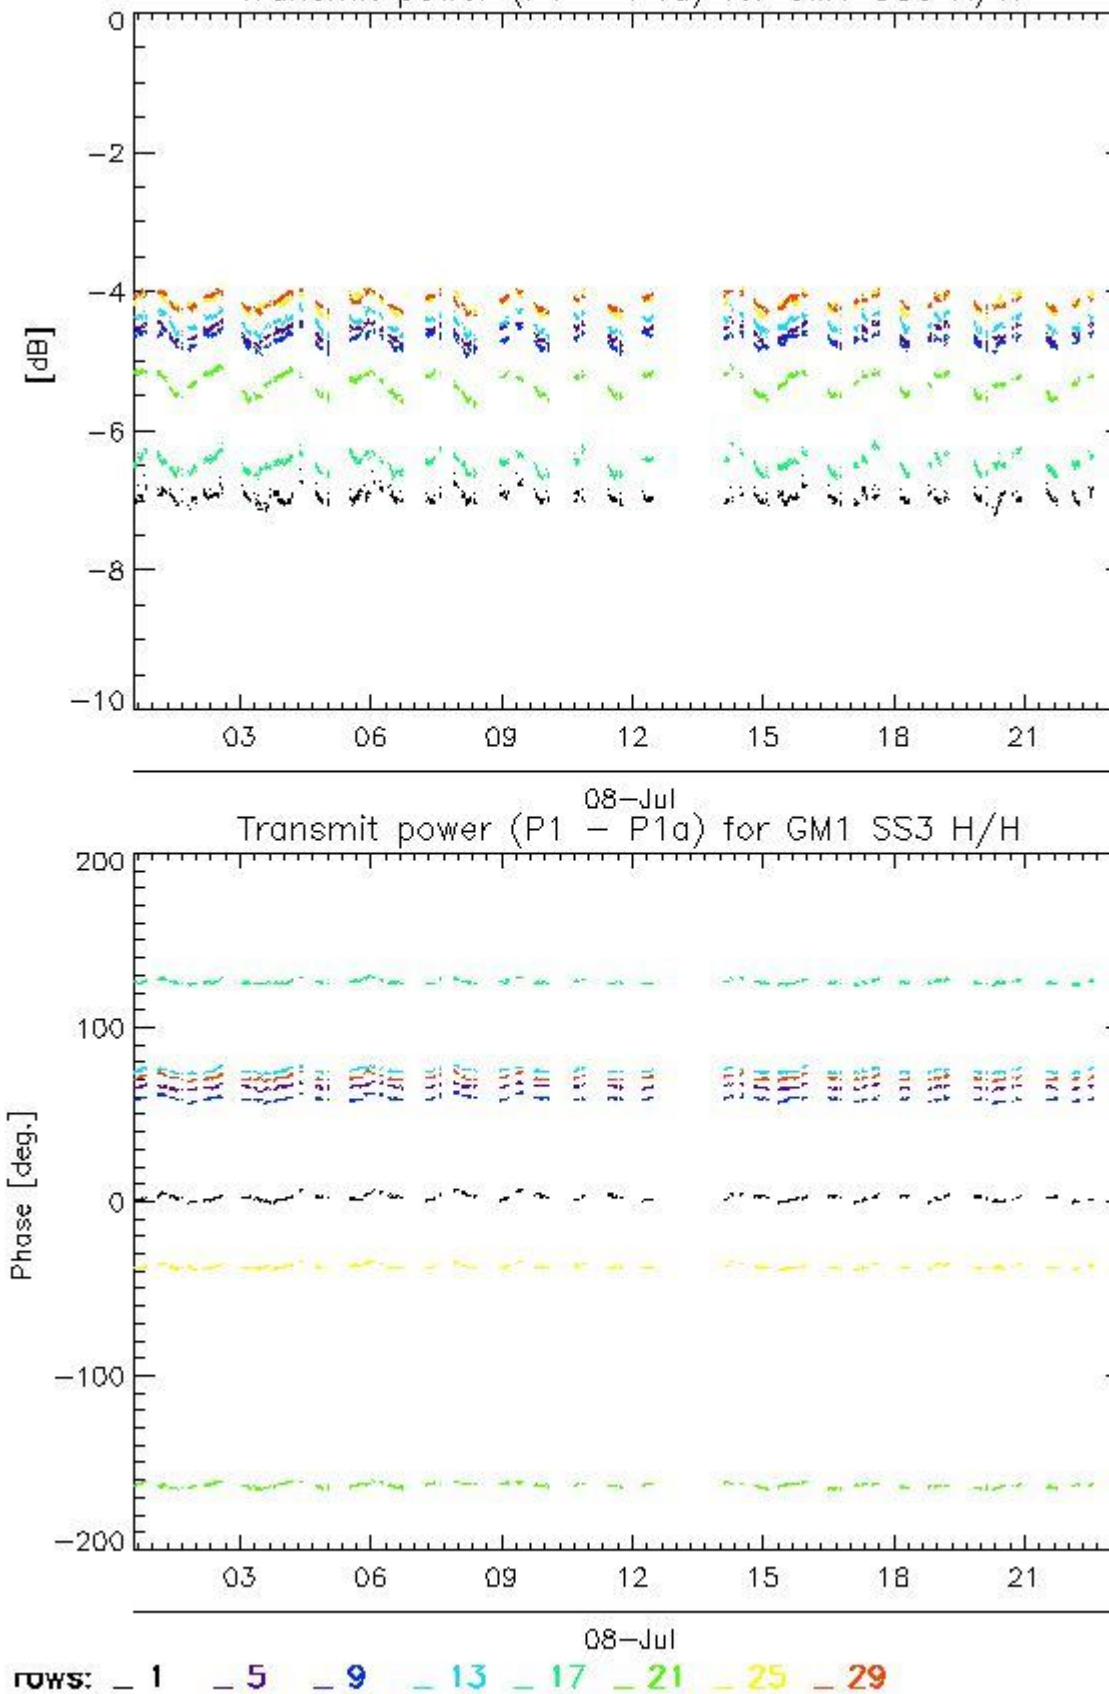 0
−2
−4
[dB]
−6
−8
−10
03 06 09 12 15 18 21
08−Jul
Transmit power (P1 − P1a) for GM1 SS3 H/H
200
100
0
Phase [deg.]
−100
−200
03 06 09 12 15 18 21
08−Jul
rows: _ 1 _ 5 _ 9 _ 13 _ 17 _ 21 _ 25 _ 29